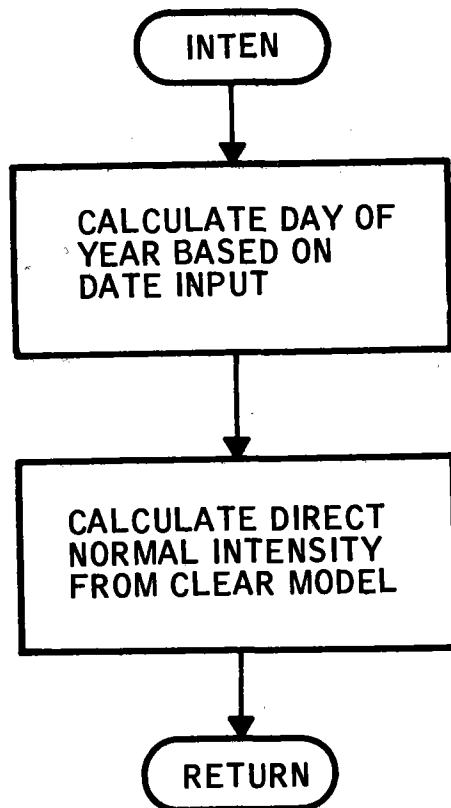 INTEN
CALCULATE DAY OF
YEAR BASED ON
DATE INPUT
CALCULATE DIRECT
NORMAL INTENSITY
FROM CLEAR MODEL
RETURN